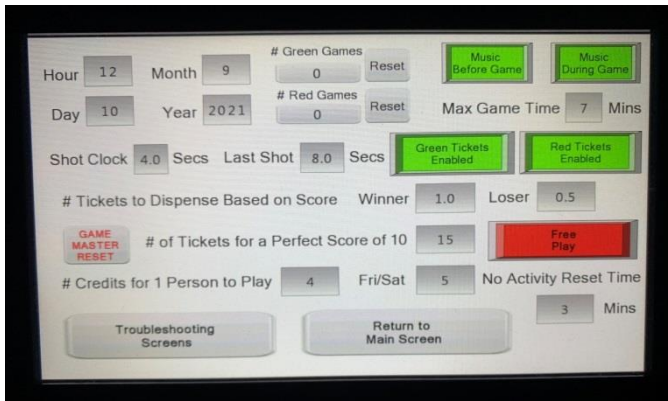 Hour 12 Month 9
# Green Games
0
Reset
Music
Before Game
Music
During Game
Day 10 Year 2021
# Red Games
0
Reset
Max Game Time 7 Mins
Shot Clock 4.0 Secs Last Shot 8.0 Secs
Green Tickets
Enabled
Red Tickets
Enabled
# Tickets to Dispense Based on Score Winner 1.0 Loser 0.5
GAME
MASTER
RESET
# of Tickets for a Perfect Score of 10 15
Free
Play
# Credits for 1 Person to Play 4 Fri/Sat 5 No Activity Reset Time
3 Mins
Troubleshooting
Screens
Return to
Main Screen